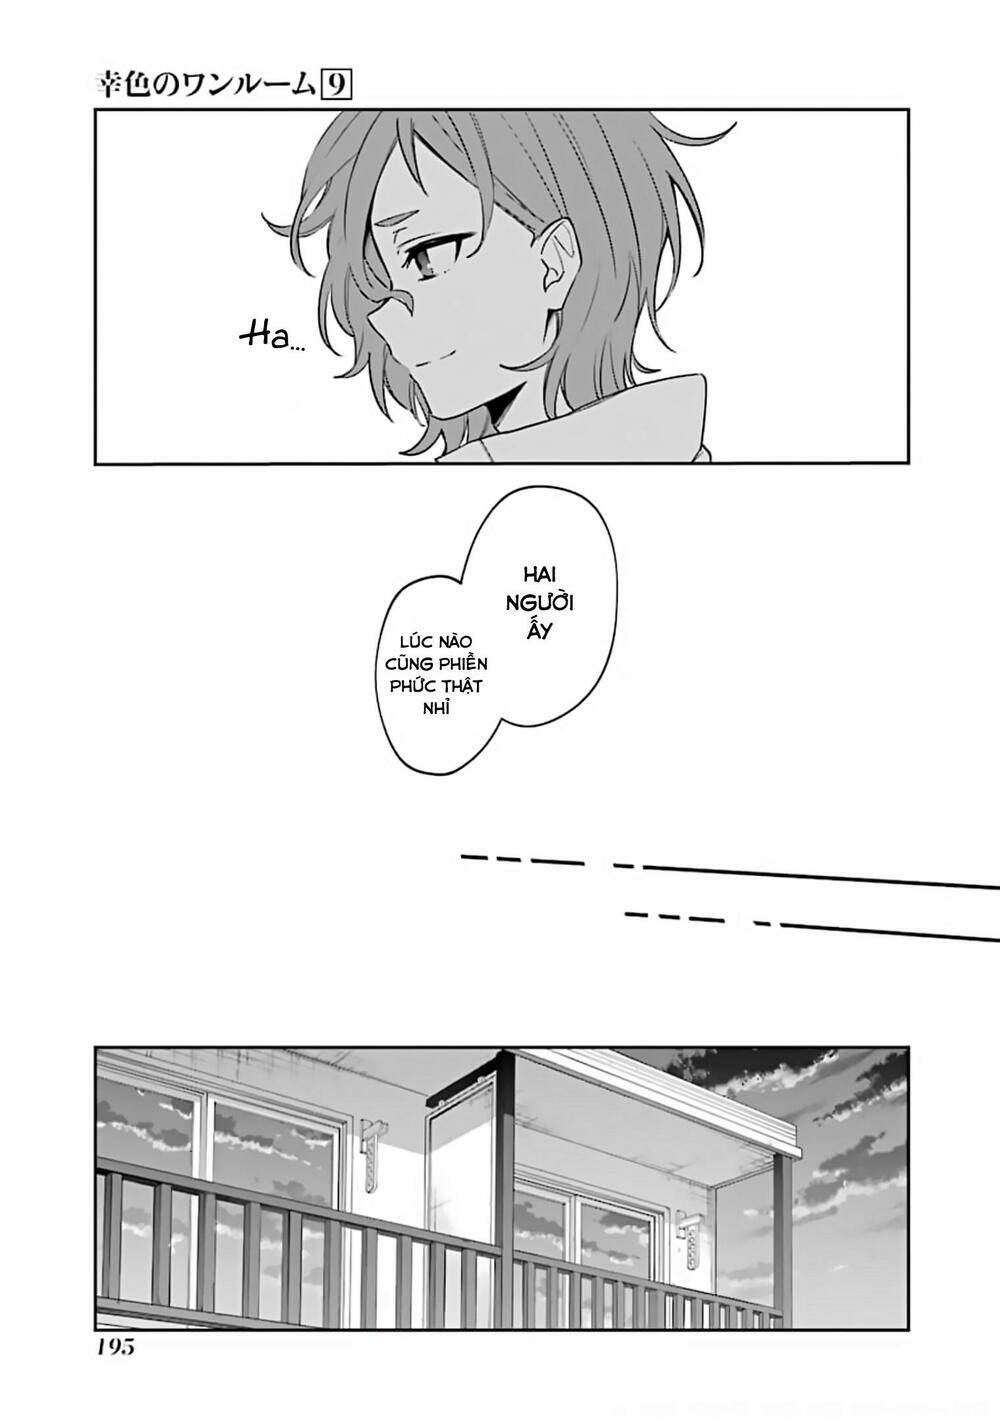 幸色のワンルーム 9
Ha...
HAI
NGƯỜI
ẤY
LÚC NÀO
CŨNG PHIỀN
PHỨC THẬT
NHỈ
195